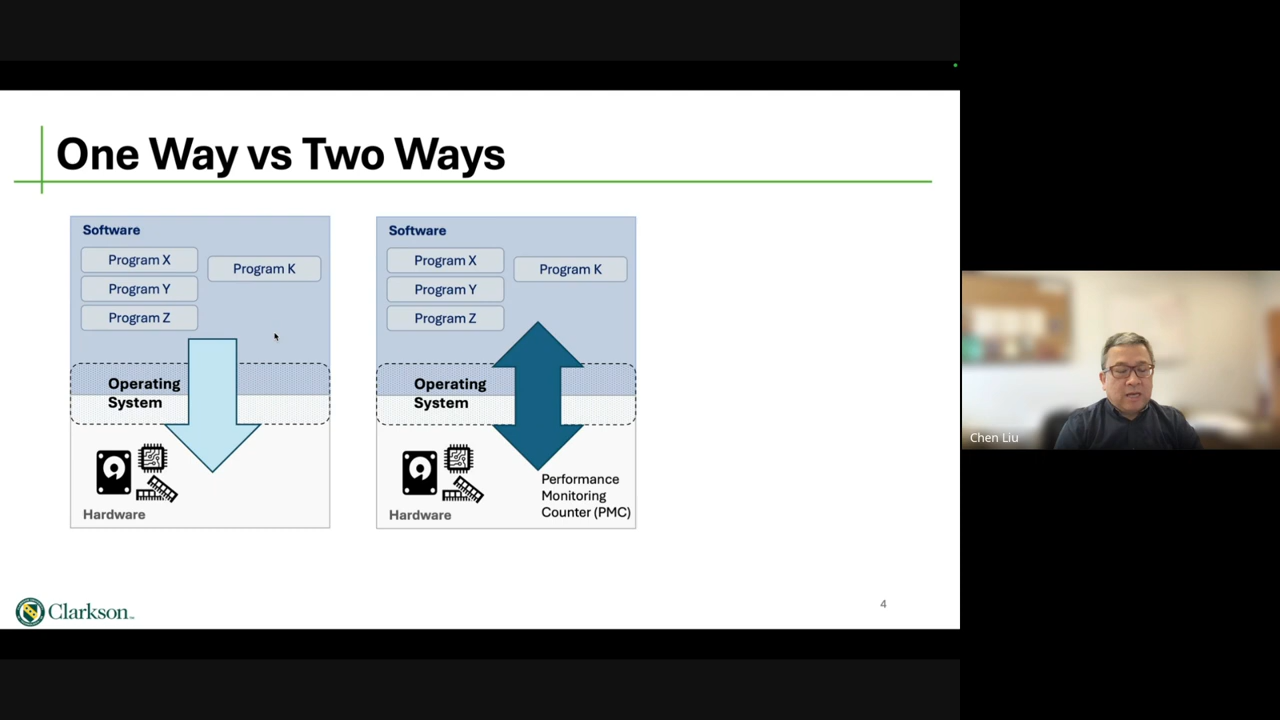 One Way vs Two Ways
Software
Program X
Program K
Program Y
Program Z
Operating
System
Hardware
Software
Program X
Program K
Program Y
Program Z
Operating
System
Performance
Monitoring
Counter (PMC)
Hardware
Clarkson
4
Chen Liu